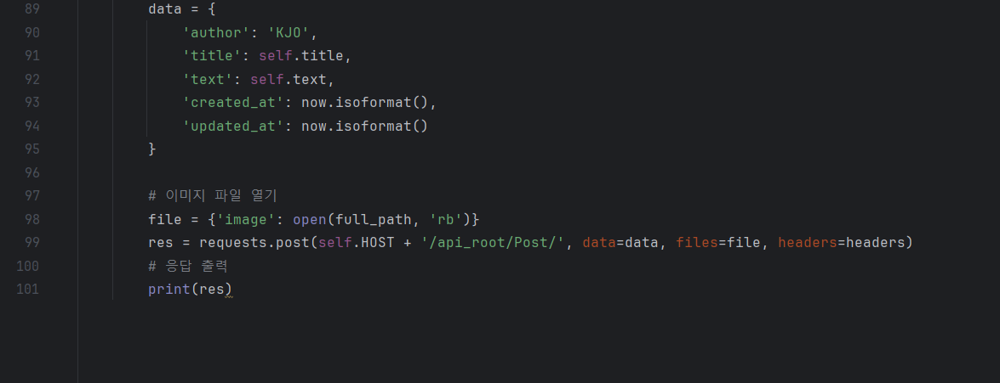 89 data = {
90 'author': 'KJO',
91 'title': self.title,
92 'text': self.text,
93 'created_at': now.isoformat(),
94 'updated_at': now.isoformat()
95 }
96
97 # 이미지 파일 열기
98 file = {'image': open(full_path, 'rb')}
99 res = requests.post(self.HOST + '/api_root/Post/', data=data, files=file, headers=headers)
100 # 응답 출력
101 print(res)